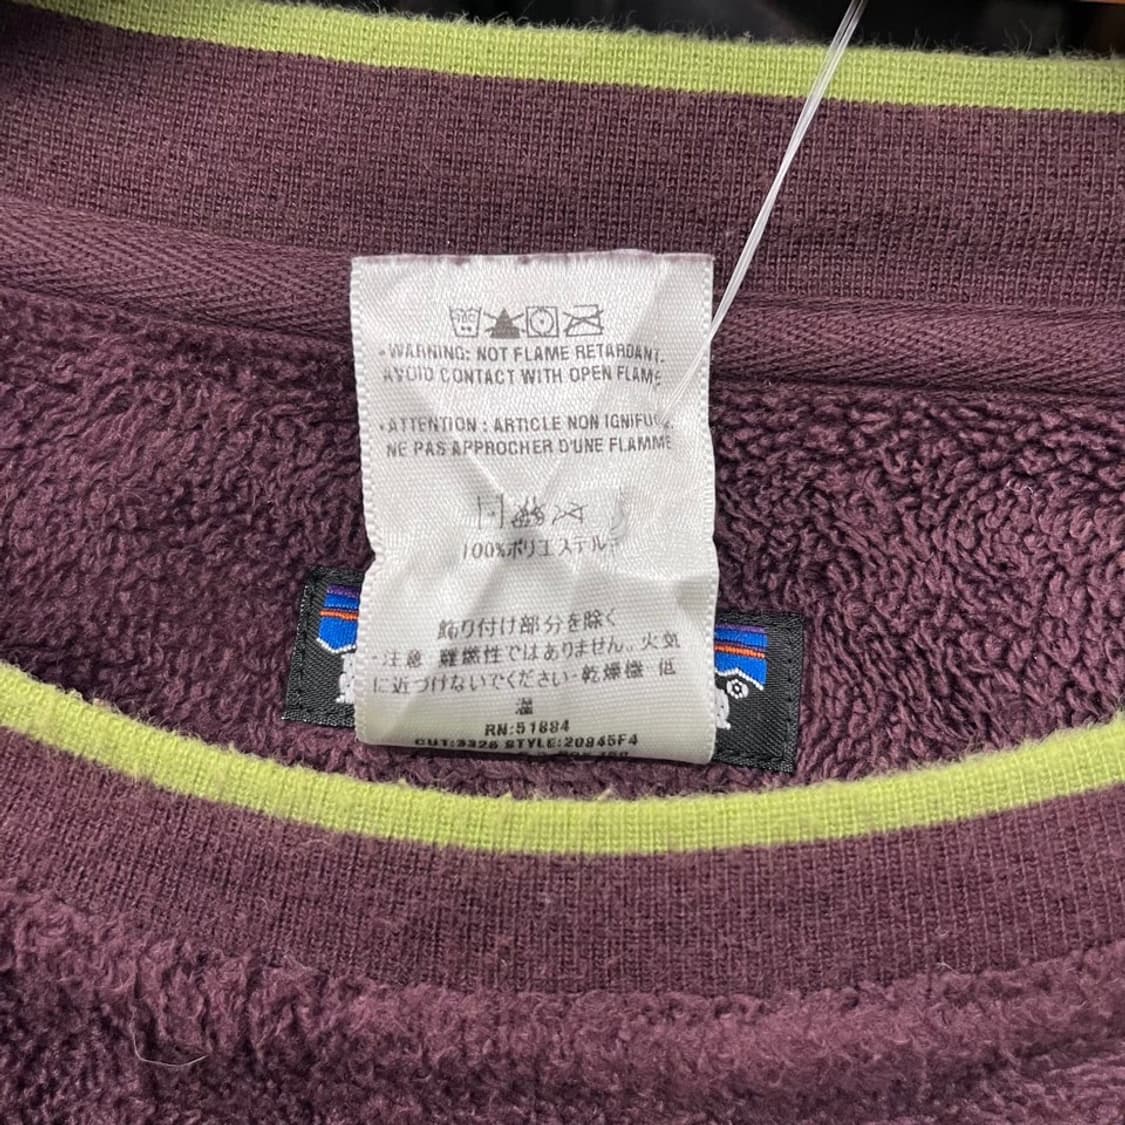 •WARNING: NOT FLAME RETARDANT.
AVOID CONTACT WITH OPEN FLAME
•ATTENTION : ARTICLE NON IGNIFUGE.
NE PAS APPROCHER D'UNE FLAMME
100%ポリエステル
飾り付け部分を除く
・注意 難燃性ではありません。火気
に近づけないでください・乾燥機 低
温
RN:51884
CUT:3326 STYLE:20945F4